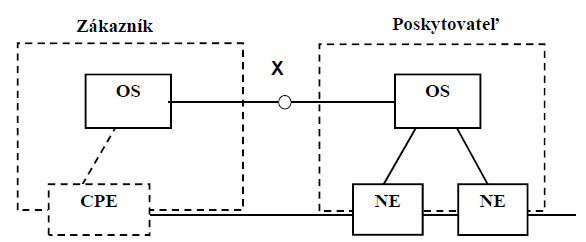 Zákazník
Poskytovateľ
X
OS
OS
CPE
NE
NE